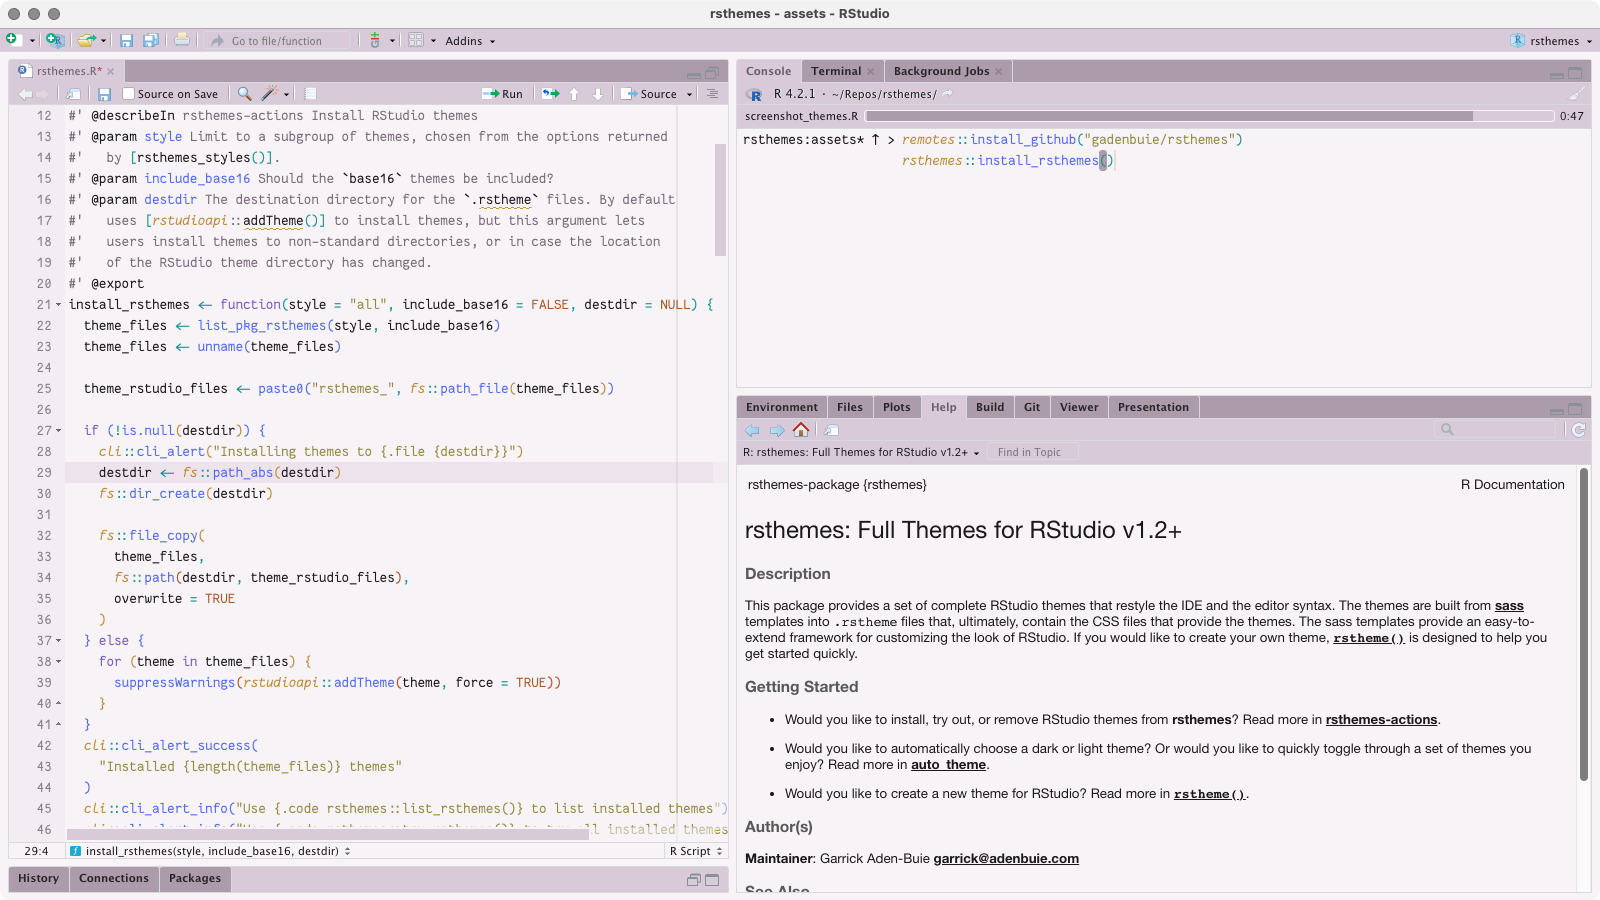 rsthemes - assets - RStudio
Go to file/function
Addins
rsthemes
rsthemes.R*
Source on Save
Run
Source
12 #' @describeIn rsthemes-actions Install RStudio themes
13 #' @param style Limit to a subgroup of themes, chosen from the options returned
14 #'   by [rsthemes_styles()].
15 #' @param include_base16 Should the `base16` themes be included?
16 #' @param destdir The destination directory for the `.rstheme` files. By default
17 #'   uses [rstudioapi::addTheme()] to install themes, but this argument lets
18 #'   users install themes to non-standard directories, or in case the location
19 #'   of the RStudio theme directory has changed.
20 #' @export
21 install_rsthemes <- function(style = "all", include_base16 = FALSE, destdir = NULL) {
22   theme_files <- list_pkg_rsthemes(style, include_base16)
23   theme_files <- unname(theme_files)
24
25   theme_rstudio_files <- paste0("rsthemes_", fs::path_file(theme_files))
26
27   if (!is.null(destdir)) {
28     cli::cli_alert("Installing themes to {.file {destdir}}")
29     destdir <- fs::path_abs(destdir)
30     fs::dir_create(destdir)
31
32     fs::file_copy(
33       theme_files,
34       fs::path(destdir, theme_rstudio_files),
35       overwrite = TRUE
36     )
37   } else {
38     for (theme in theme_files) {
39       suppressWarnings(rstudioapi::addTheme(theme, force = TRUE))
40     }
41   }
42   cli::cli_alert_success(
43     "Installed {length(theme_files)} themes"
44   )
45   cli::cli_alert_info("Use {.code rsthemes::list_rsthemes()} to list installed themes")
46 installed themes
29:4
install_rsthemes(style, include_base16, destdir)
R Script
History
Connections
Packages
Console
Terminal
Background Jobs
R 4.2.1 · ~/Repos/rsthemes/
screenshot_themes.R
0:47
rsthemes:assets* ↑ > remotes::install_github("gadenbuie/rsthemes")
rsthemes::install_rsthemes()
Environment
Files
Plots
Help
Build
Git
Viewer
Presentation
R: rsthemes: Full Themes for RStudio v1.2+
Find in Topic
rsthemes-package {rsthemes}
R Documentation
rsthemes: Full Themes for RStudio v1.2+
Description
This package provides a set of complete RStudio themes that restyle the IDE and the editor syntax. The themes are built from sass
templates into .rstheme files that, ultimately, contain the CSS files that provide the themes. The sass templates provide an easy-to-
extend framework for customizing the look of RStudio. If you would like to create your own theme, rstheme() is designed to help you
get started quickly.
Getting Started
• Would you like to install, try out, or remove RStudio themes from rsthemes? Read more in rsthemes-actions.
• Would you like to automatically choose a dark or light theme? Or would you like to quickly toggle through a set of themes you
enjoy? Read more in auto_theme.
• Would you like to create a new theme for RStudio? Read more in rstheme().
Author(s)
Maintainer: Garrick Aden-Buie garrick@adenbuie.com
See Also